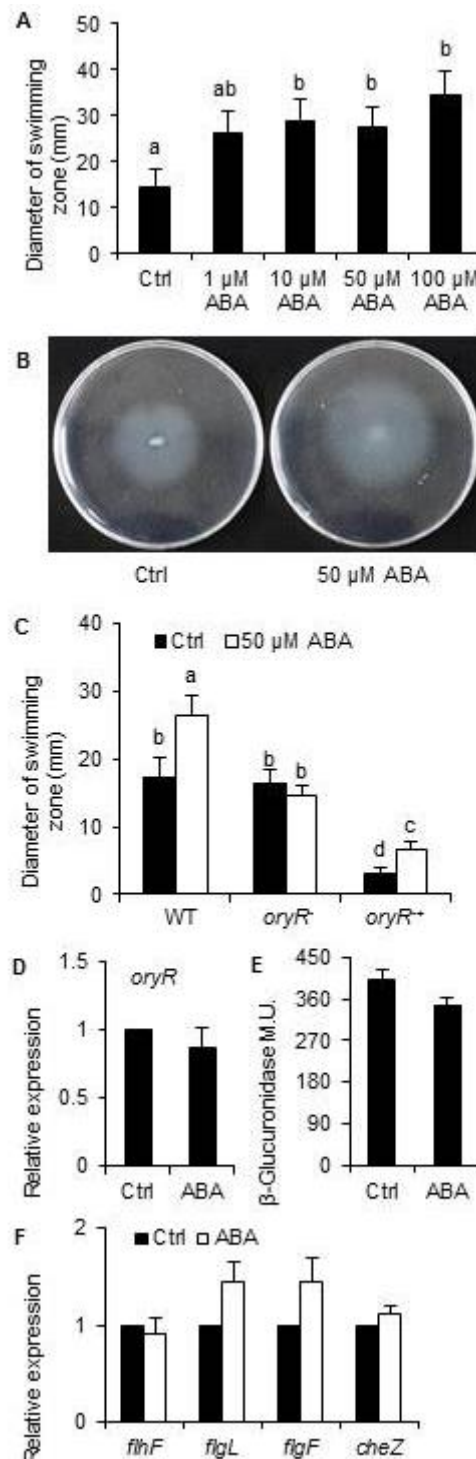 A
Diameter of swimming zone (mm)
50
40
30
20
10
0
a
ab
b
b
b
Ctrl
1 µM ABA
10 µM ABA
50 µM ABA
100 µM ABA
B
Ctrl
50 µM ABA
C
Diameter of swimming zone (mm)
40
30
20
10
0
Ctrl
50 µM ABA
b
a
b
b
d
c
WT
oryR-
oryR-+
D
Relative expression
1.5
1
0.5
0
oryR
Ctrl
ABA
E
β-Glucuronidase M.U.
450
360
270
180
90
0
Ctrl
ABA
F
Relative expression
2
1
0
Ctrl
ABA
flhF
flgL
flgF
cheZ